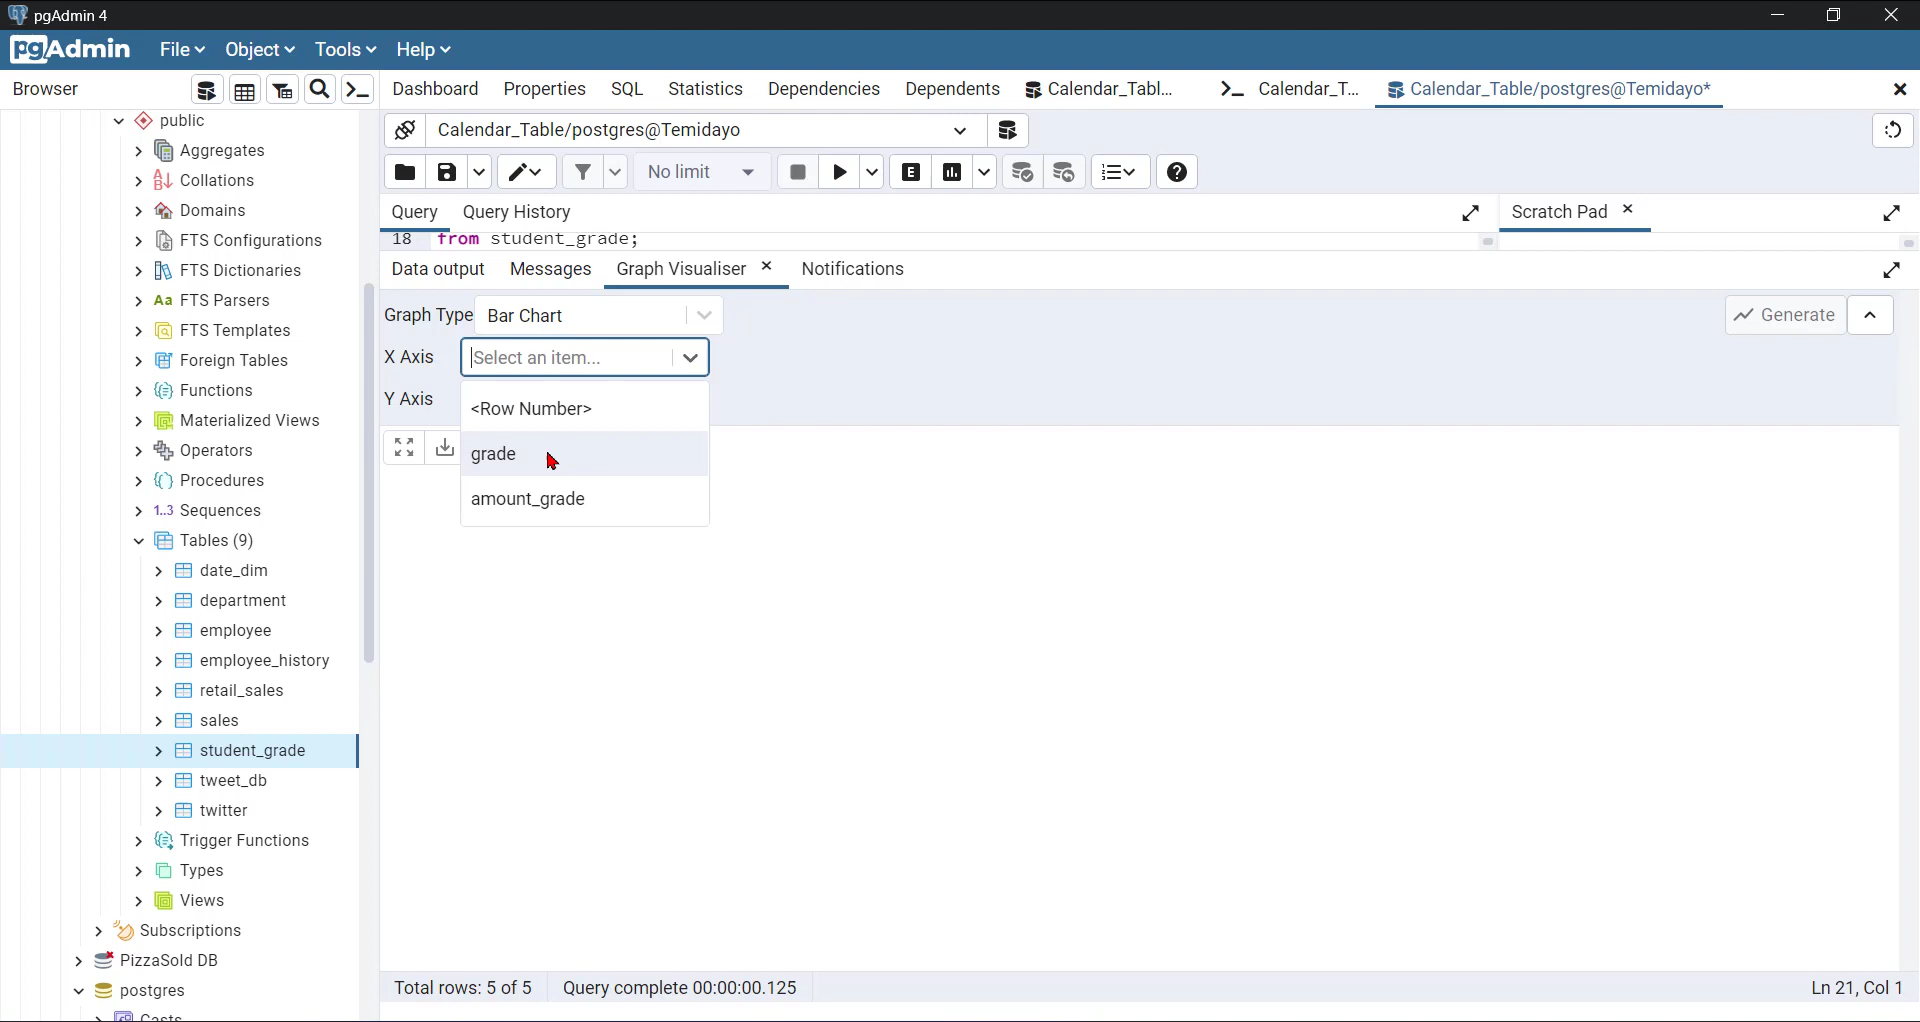 pgAdmin 4
pgAdmin File Object Tools Help
Browser
Dashboard Properties SQL Statistics Dependencies Dependents Calendar_Tabl... Calendar_T... Calendar_Table/postgres@Temidayo*
public
Aggregates
Collations
Domains
FTS Configurations
FTS Dictionaries
Aa FTS Parsers
FTS Templates
Foreign Tables
Functions
Materialized Views
Operators
Procedures
1..3 Sequences
Tables (9)
date_dim
department
employee
employee_history
retail_sales
sales
student_grade
tweet_db
twitter
Trigger Functions
Types
Views
Subscriptions
PizzaSold DB
postgres
Casts
Calendar_Table/postgres@Temidayo
No limit E
Query Query History
Scratch Pad
18 from student_grade;
Data output Messages Graph Visualiser Notifications
Graph Type Bar Chart
Generate
X Axis Select an item...
Y Axis
<Row Number>
grade
amount_grade
Total rows: 5 of 5 Query complete 00:00:00.125
Ln 21, Col 1